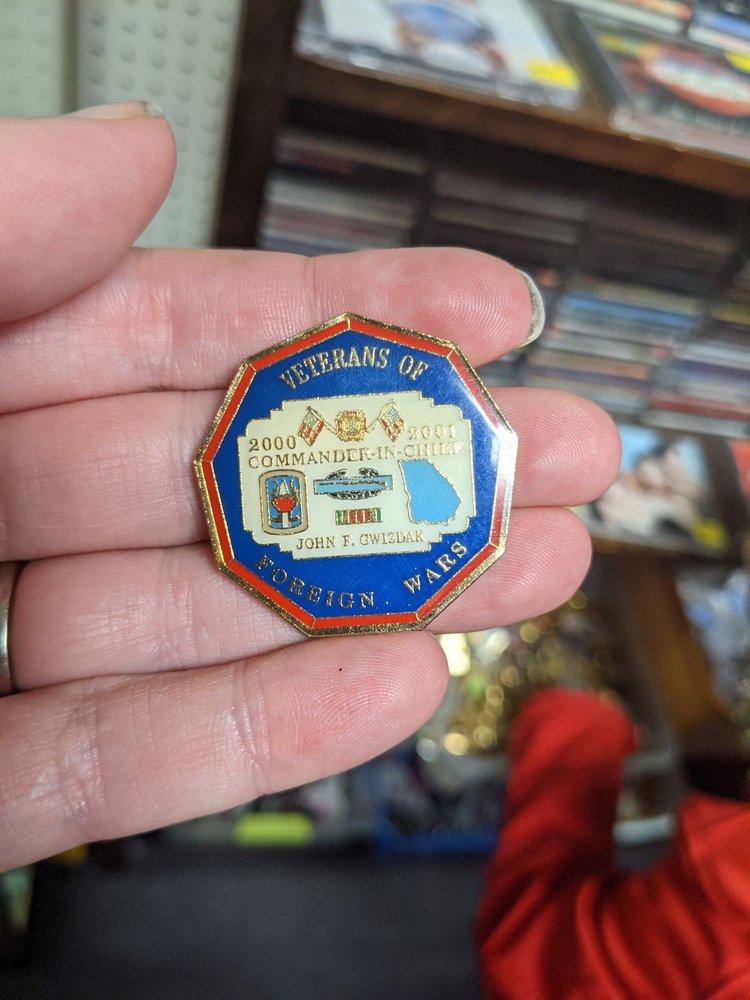 VETERANS OF
2000 2001
COMMANDER-IN-CHIEF
JOHN F. GWIZDAK
FOREIGN WARS